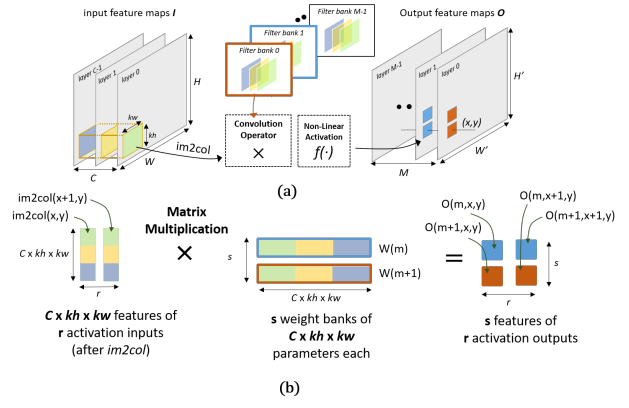 input feature maps I
Filter bank M-1
Filter bank 1
Filter bank 0
Output feature maps O
layer C-1
layer 1
layer 0
H
kw
kh
C
W
im2col
Convolution
Operator
×
Non-Linear
Activation
f(·)
layer M-1
layer 1
layer 0
(x,y)
H'
W'
M
(a)
im2col(x+1,y)
im2col(x,y)
C x kh x kw
r
Matrix
Multiplication
×
s
W(m)
W(m+1)
C x kh x kw
=
O(m,x,y)
O(m+1,x,y)
O(m,x+1,y)
O(m+1,x+1,y)
s
r
C x kh x kw features of
r activation inputs
(after im2col)
s weight banks of
C x kh x kw
parameters each
s features of
r activation outputs
(b)